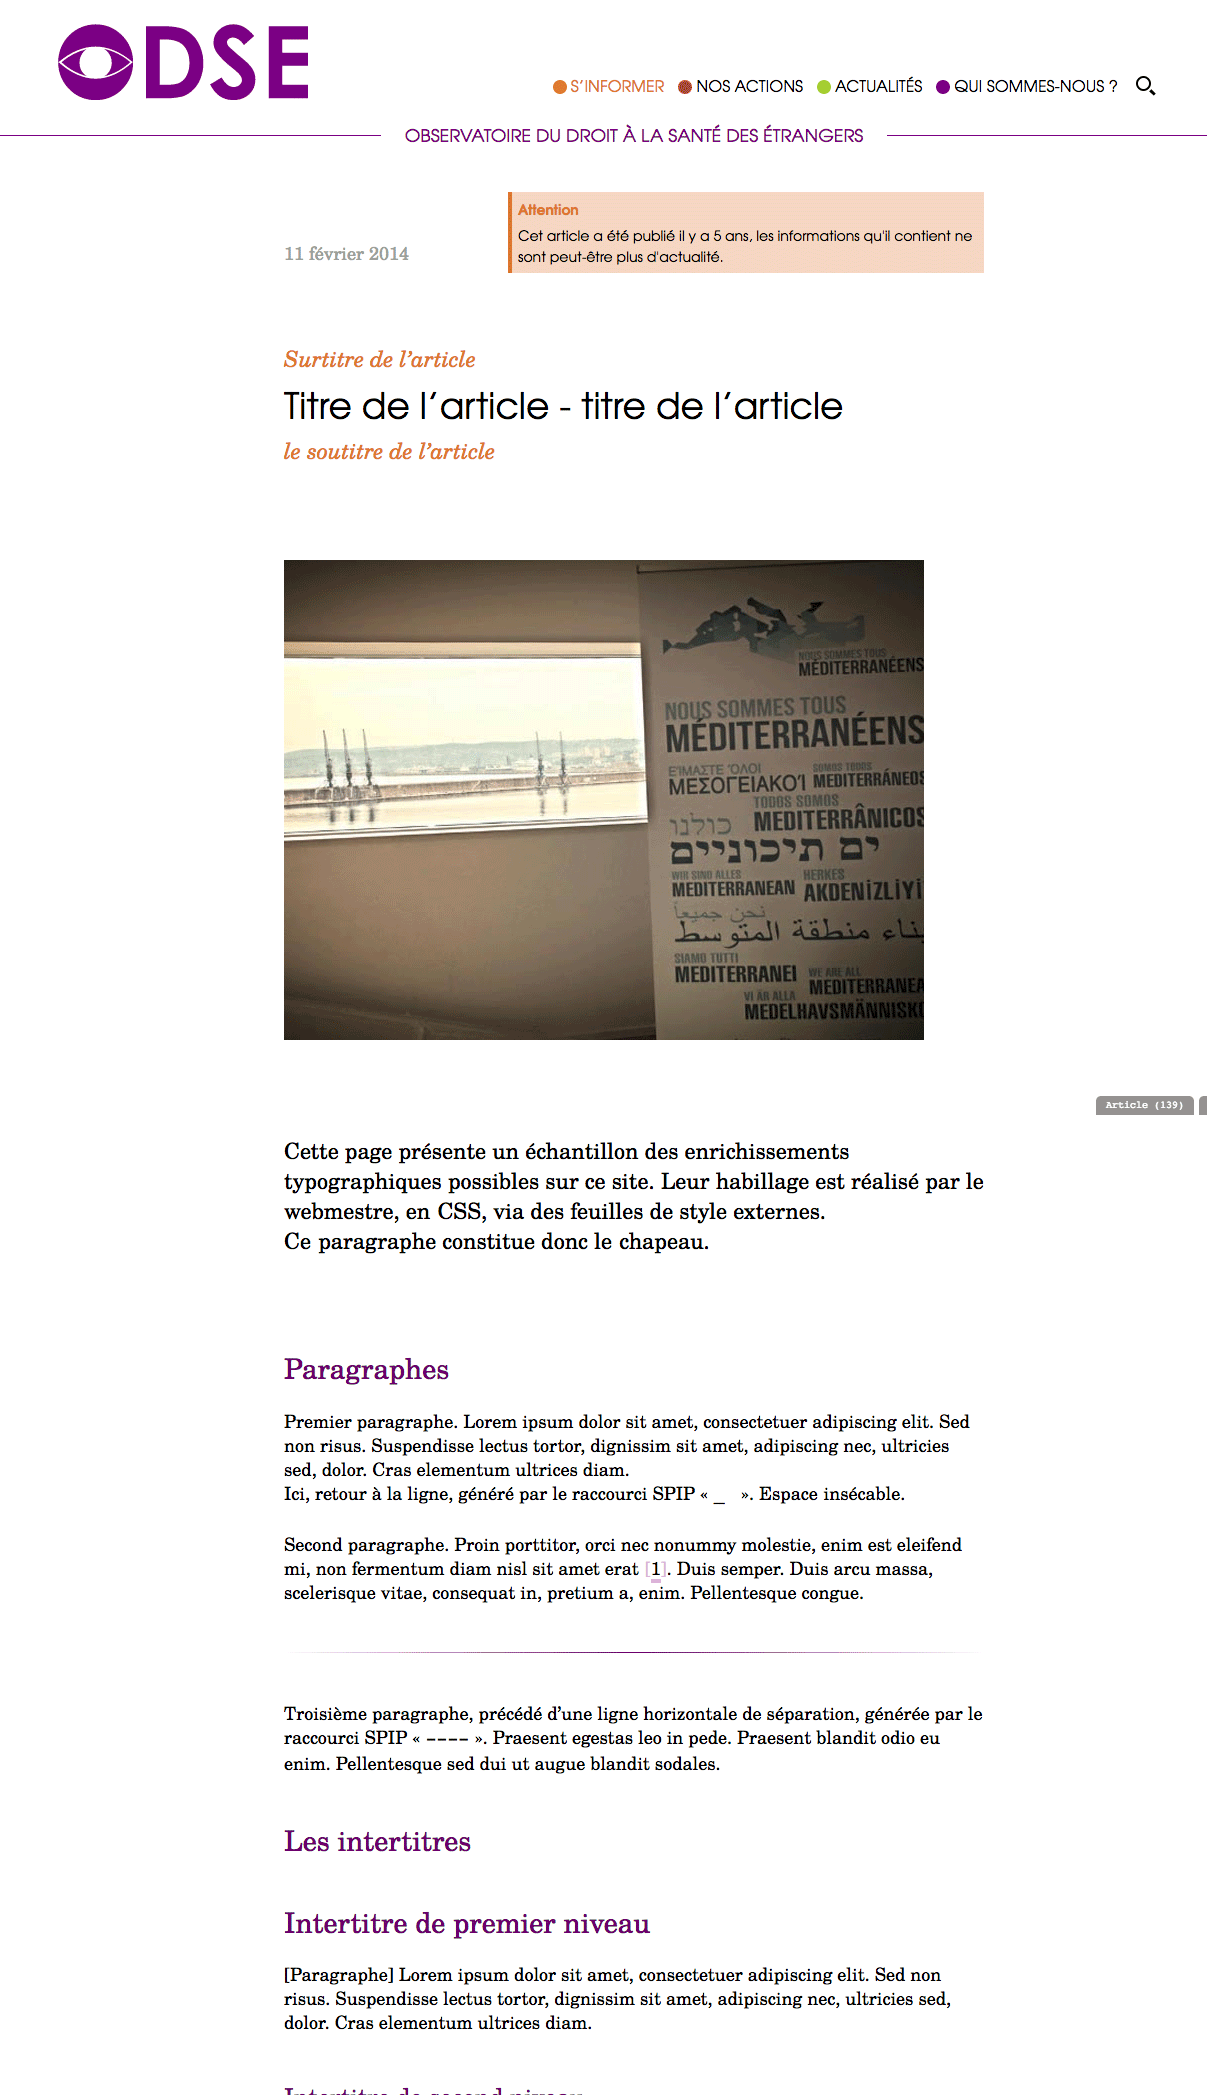 ODSE
S’INFORMER NOS ACTIONS ACTUALITÉS QUI SOMMES-NOUS ?
OBSERVATOIRE DU DROIT À LA SANTÉ DES ÉTRANGERS
Attention
Cet article a été publié il y a 5 ans, les informations qu'il contient ne
sont peut-être plus d'actualité.
11 février 2014
Surtitre de l’article
Titre de l’article - titre de l’article
le soutitre de l’article
NOUS SOMMES TOUS
MÉDITERRANÉENS
NOUS SOMMES TOUS
MÉDITERRANÉENS
ΕΊΜΑΣΤΕ ΌΛΟΙ
ΜΕΣΟΓΕΙΑΚΟΊ
SOMOS TODOS
MEDITERRÁNEOS
TODOS SOMOS
MEDITERRÂNICOS
כולנו
ים תיכוניים
WIR SIND ALLES
MEDITERRANEAN
HERKES
AKDENİZLİYİ
نحن جميعاً
بناء منطقة المتوسط
SIAMO TUTTI
MEDITERRANEI
WE ARE ALL
MEDITERRANEA
VI ÄR ALLA
MEDELHAVSMÄNNISKO
Article (139)
Cette page présente un échantillon des enrichissements
typographiques possibles sur ce site. Leur habillage est réalisé par le
webmestre, en CSS, via des feuilles de style externes.
Ce paragraphe constitue donc le chapeau.
Paragraphes
Premier paragraphe. Lorem ipsum dolor sit amet, consectetuer adipiscing elit. Sed
non risus. Suspendisse lectus tortor, dignissim sit amet, adipiscing nec, ultricies
sed, dolor. Cras elementum ultrices diam.
Ici, retour à la ligne, généré par le raccourci SPIP « _ ». Espace insécable.
Second paragraphe. Proin porttitor, orci nec nonummy molestie, enim est eleifend
mi, non fermentum diam nisl sit amet erat [1]. Duis semper. Duis arcu massa,
scelerisque vitae, consequat in, pretium a, enim. Pellentesque congue.
Troisième paragraphe, précédé d’une ligne horizontale de séparation, générée par le
raccourci SPIP « ---- ». Praesent egestas leo in pede. Praesent blandit odio eu
enim. Pellentesque sed dui ut augue blandit sodales.
Les intertitres
Intertitre de premier niveau
[Paragraphe] Lorem ipsum dolor sit amet, consectetuer adipiscing elit. Sed non
risus. Suspendisse lectus tortor, dignissim sit amet, adipiscing nec, ultricies sed,
dolor. Cras elementum ultrices diam.
Intertitre de second niveau